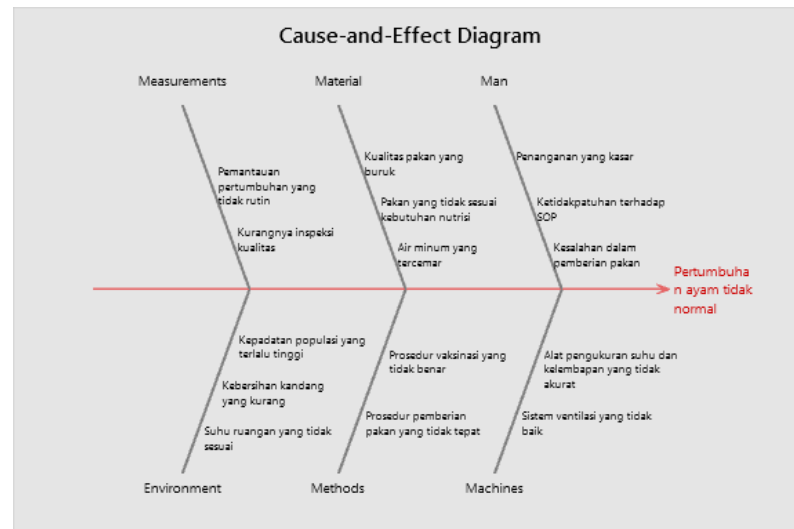 Cause-and-Effect Diagram
Measurements
Material
Man
Pemantauan
pertumbuhan yang
tidak rutin
Kurangnya inspeksi
kualitas
Kualitas pakan yang
buruk
Pakan yang tidak sesuai
kebutuhan nutrisi
Air minum yang
tercemar
Penanganan yang kasar
Ketidakpatuhan terhadap
SOP
Kesalahan dalam
pemberian pakan
Pertumbuha
n ayam tidak
normal
Kepadatan populasi yang
terlalu tinggi
Kebersihan kandang
yang kurang
Suhu ruangan yang tidak
sesuai
Prosedur vaksinasi yang
tidak benar
Prosedur pemberian
pakan yang tidak tepat
Alat pengukuran suhu dan
kelembapan yang tidak
akurat
Sistem ventilasi yang tidak
baik
Environment
Methods
Machines